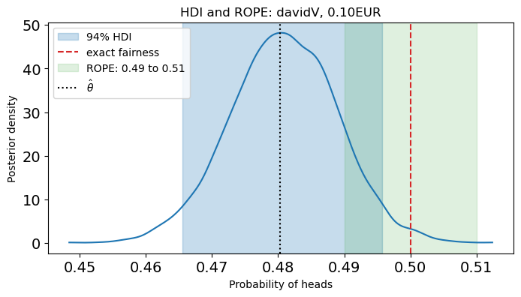 HDI and ROPE: davidV, 0.10EUR
50
40
30
20
10
0
Posterior density
94% HDI
exact fairness
ROPE: 0.49 to 0.51
θ̂
0.45 0.46 0.47 0.48 0.49 0.50 0.51
Probability of heads